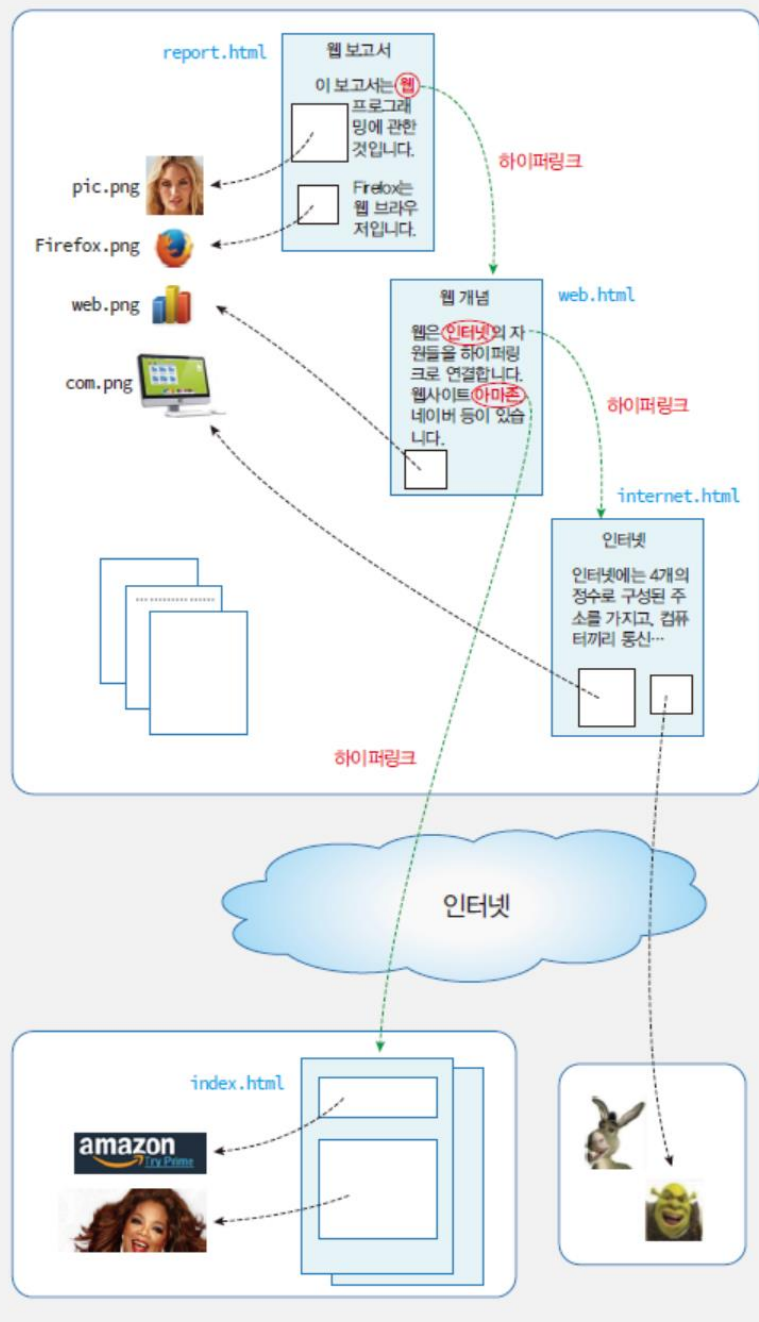 report.html
웹 보고서
이 보고서는 웹
프로그래
밍에 관한
것입니다.
Firefox는
웹 브라우
저입니다.
하이퍼링크
pic.png
Firefox.png
web.png
com.png
웹 개념
web.html
웹은 인터넷의 자
원들을 하이퍼링
크로 연결합니다.
웹사이트 아마존
네이버 등이 있습
니다.
하이퍼링크
internet.html
인터넷
인터넷에는 4개의
정수로 구성된 주
소를 가지고, 컴퓨
터끼리 통신…
하이퍼링크
인터넷
index.html
amazon
Try Prime